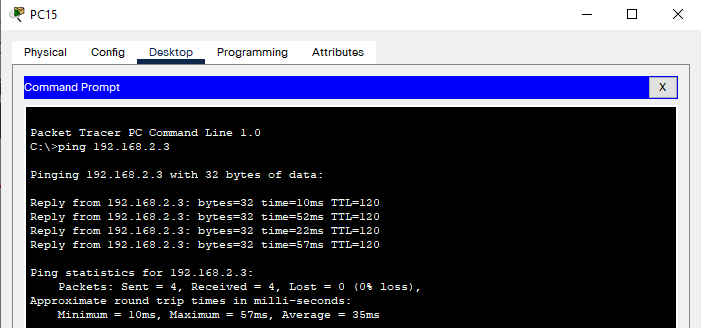 PC15
Physical Config Desktop Programming Attributes
Command Prompt X
Packet Tracer PC Command Line 1.0
C:\>ping 192.168.2.3
Pinging 192.168.2.3 with 32 bytes of data:
Reply from 192.168.2.3: bytes=32 time=10ms TTL=120
Reply from 192.168.2.3: bytes=32 time=52ms TTL=120
Reply from 192.168.2.3: bytes=32 time=22ms TTL=120
Reply from 192.168.2.3: bytes=32 time=57ms TTL=120
Ping statistics for 192.168.2.3:
Packets: Sent = 4, Received = 4, Lost = 0 (0% loss),
Approximate round trip times in milli-seconds:
Minimum = 10ms, Maximum = 57ms, Average = 35ms